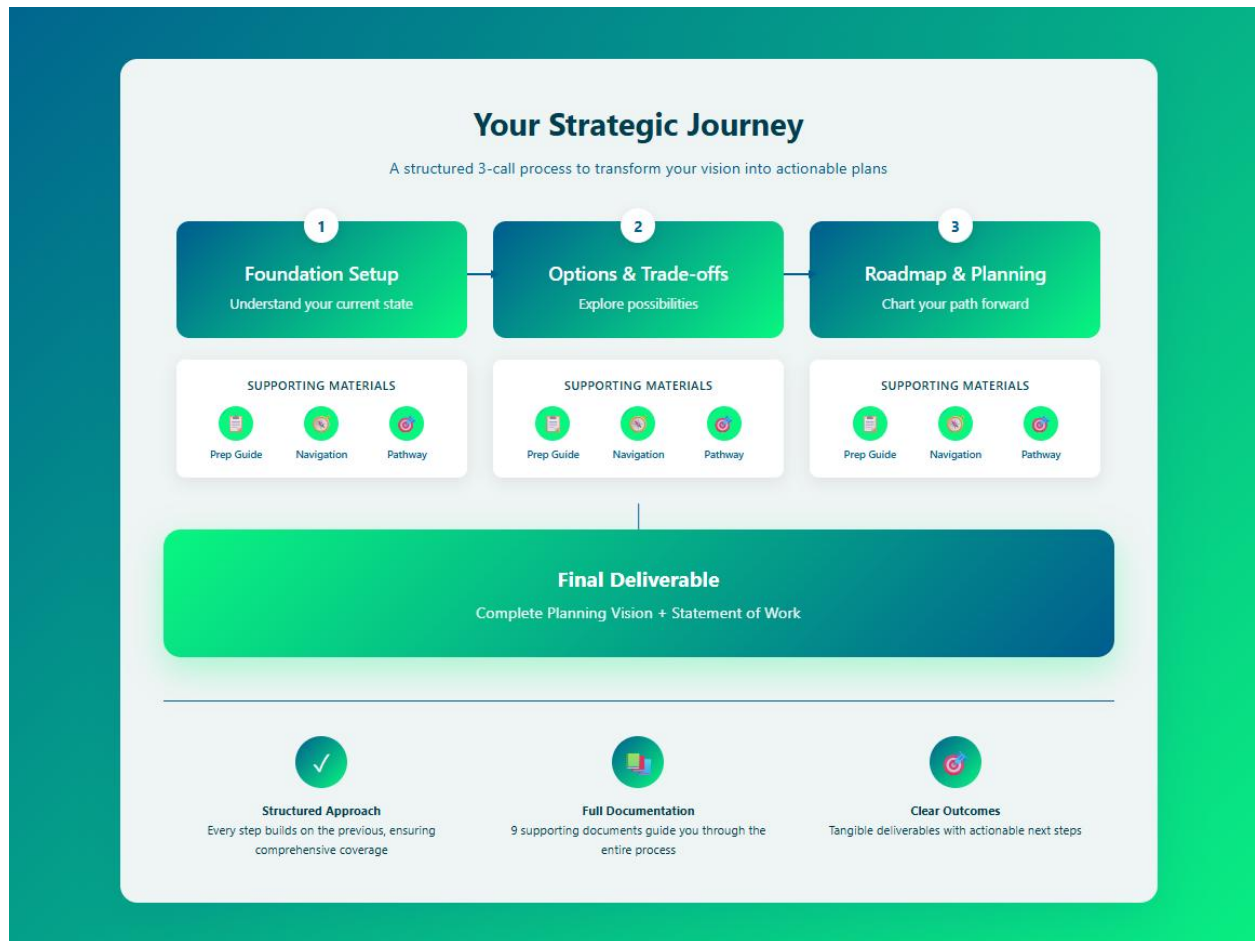 Your Strategic Journey
A structured 3-call process to transform your vision into actionable plans
1
2
3
Foundation Setup
Understand your current state
Options & Trade-offs
Explore possibilities
Roadmap & Planning
Chart your path forward
SUPPORTING MATERIALS
Prep Guide
Navigation
Pathway
SUPPORTING MATERIALS
Prep Guide
Navigation
Pathway
SUPPORTING MATERIALS
Prep Guide
Navigation
Pathway
Final Deliverable
Complete Planning Vision + Statement of Work
Structured Approach
Every step builds on the previous, ensuring
comprehensive coverage
Full Documentation
9 supporting documents guide you through the
entire process
Clear Outcomes
Tangible deliverables with actionable next steps